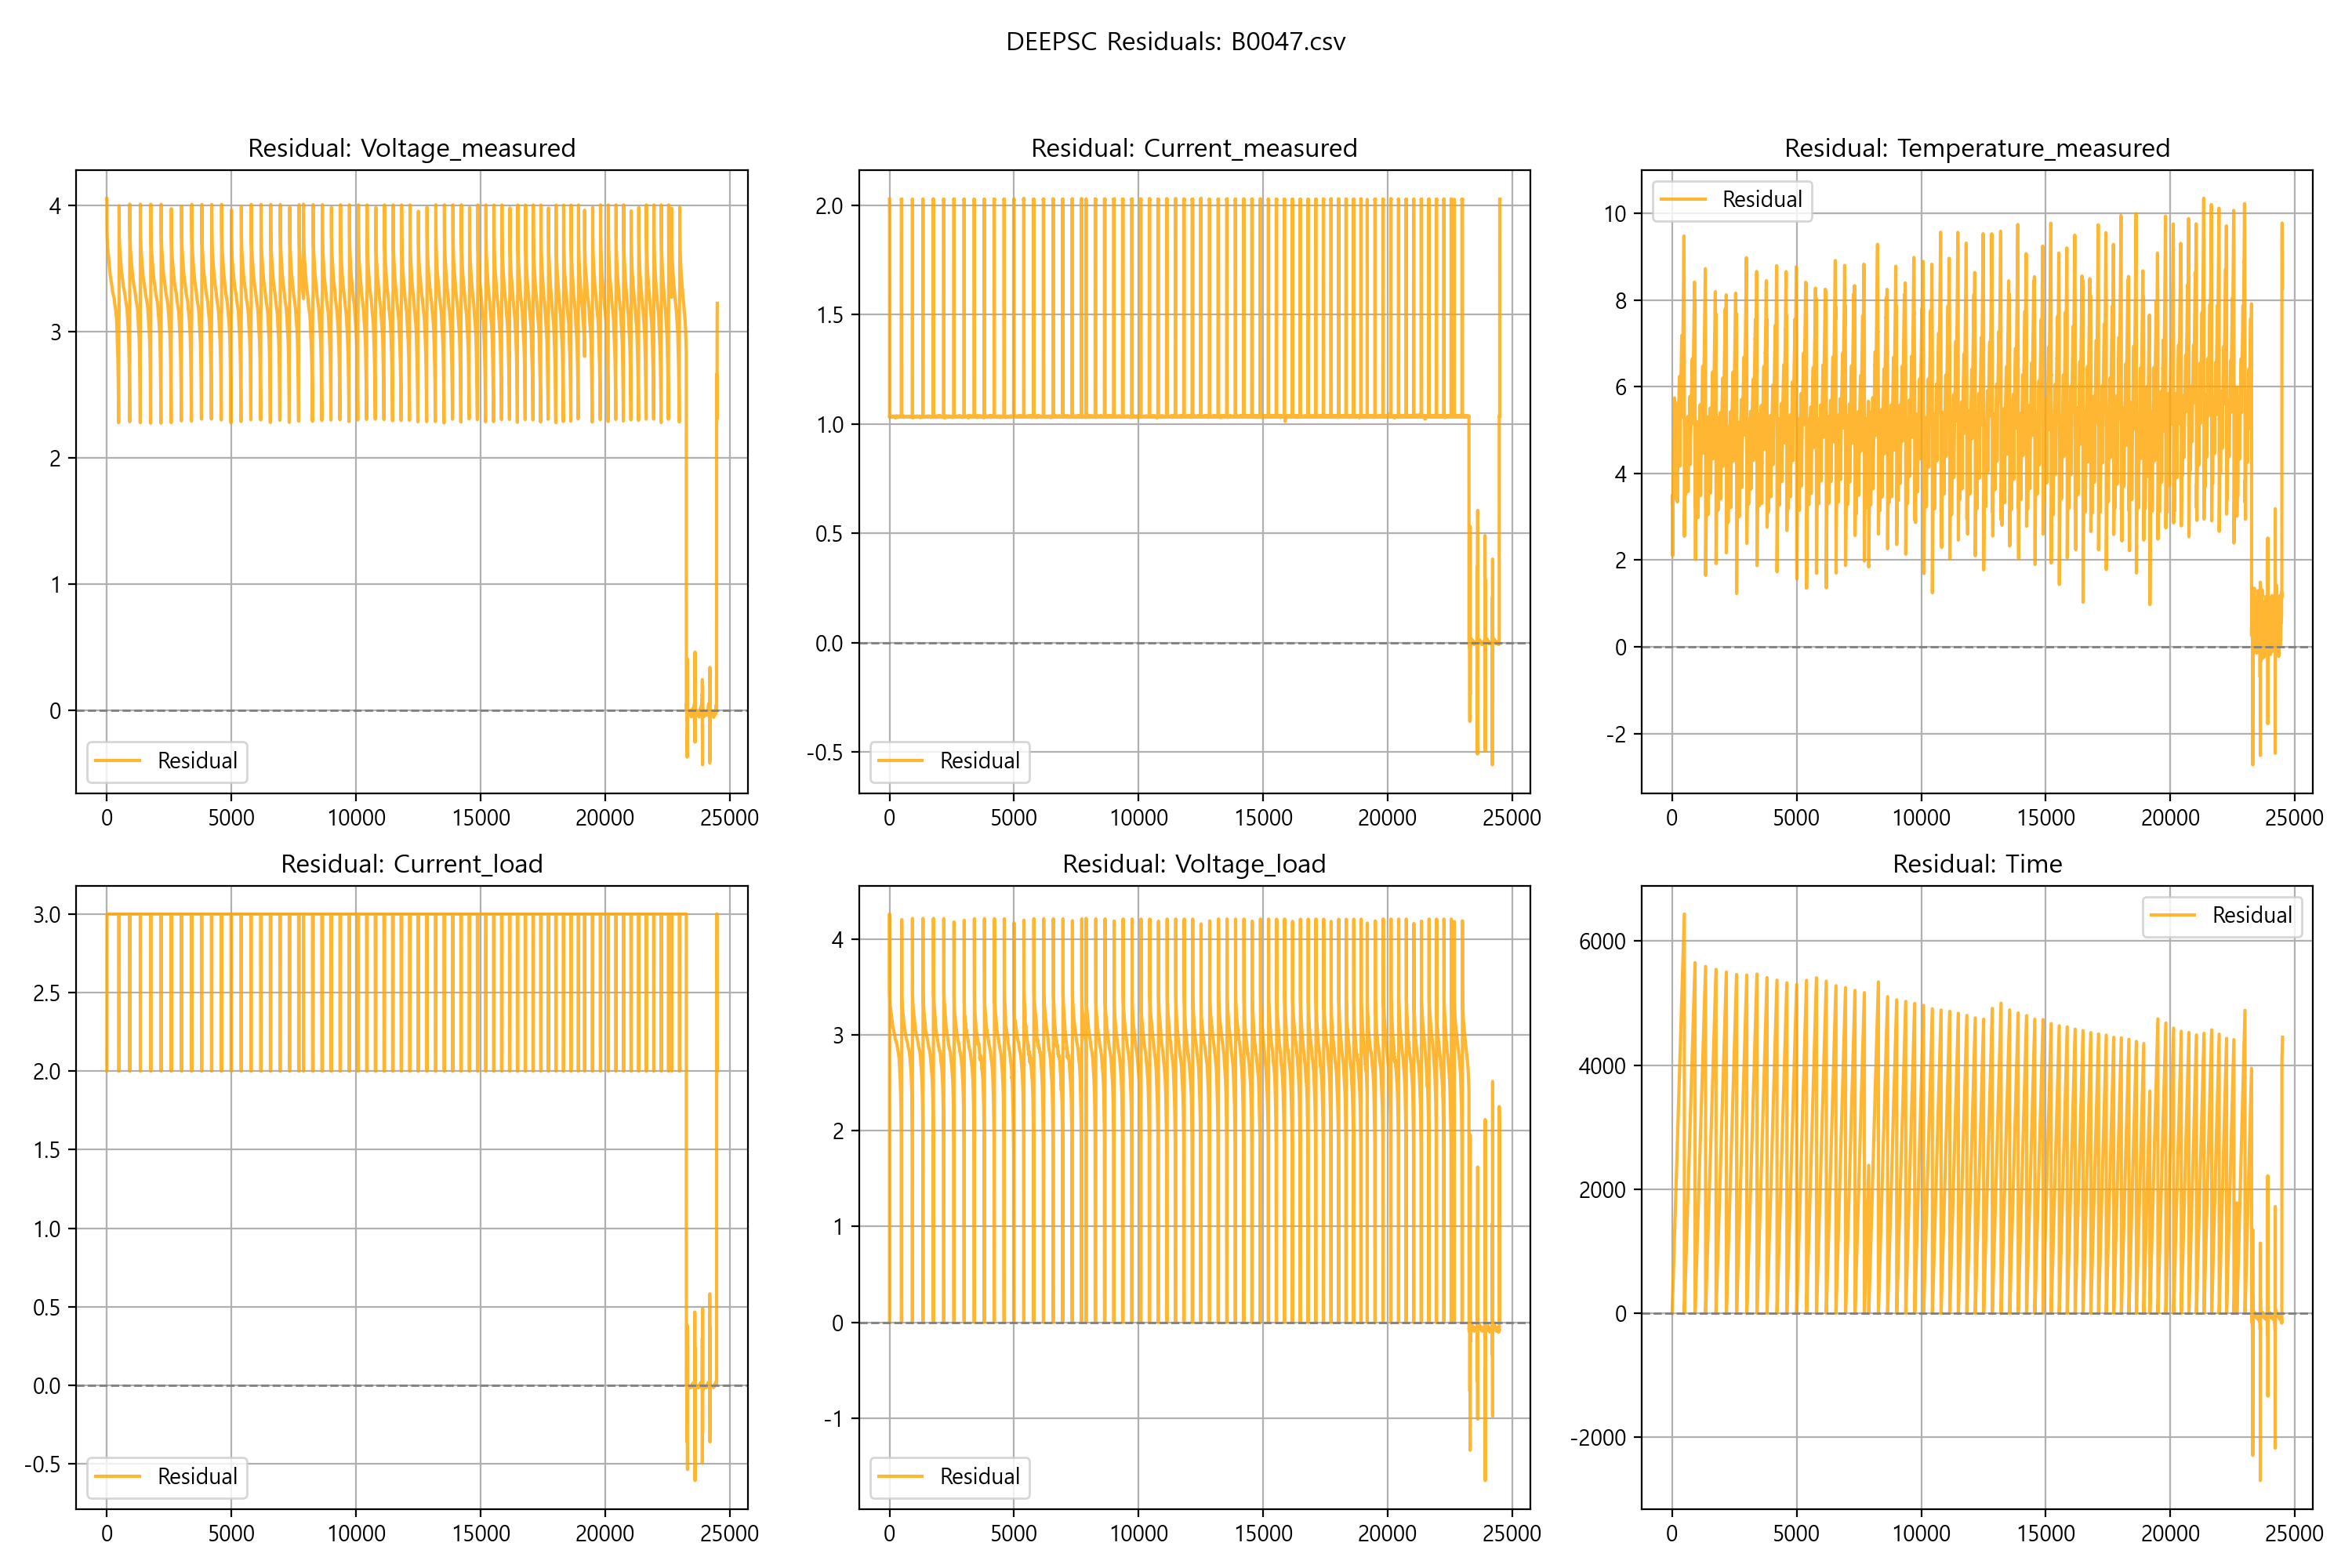 DEEPSC Residuals: B0047.csv
Residual: Voltage_measured
4
3
2
1
0
Residual
0 5000 10000 15000 20000 25000
Residual: Current_measured
2.0
1.5
1.0
0.5
0.0
-0.5
Residual
0 5000 10000 15000 20000 25000
Residual: Temperature_measured
Residual
10
8
6
4
2
0
-2
0 5000 10000 15000 20000 25000
Residual: Current_load
3.0
2.5
2.0
1.5
1.0
0.5
0.0
-0.5
Residual
0 5000 10000 15000 20000 25000
Residual: Voltage_load
4
3
2
1
0
-1
Residual
0 5000 10000 15000 20000 25000
Residual: Time
Residual
6000
4000
2000
0
-2000
0 5000 10000 15000 20000 25000